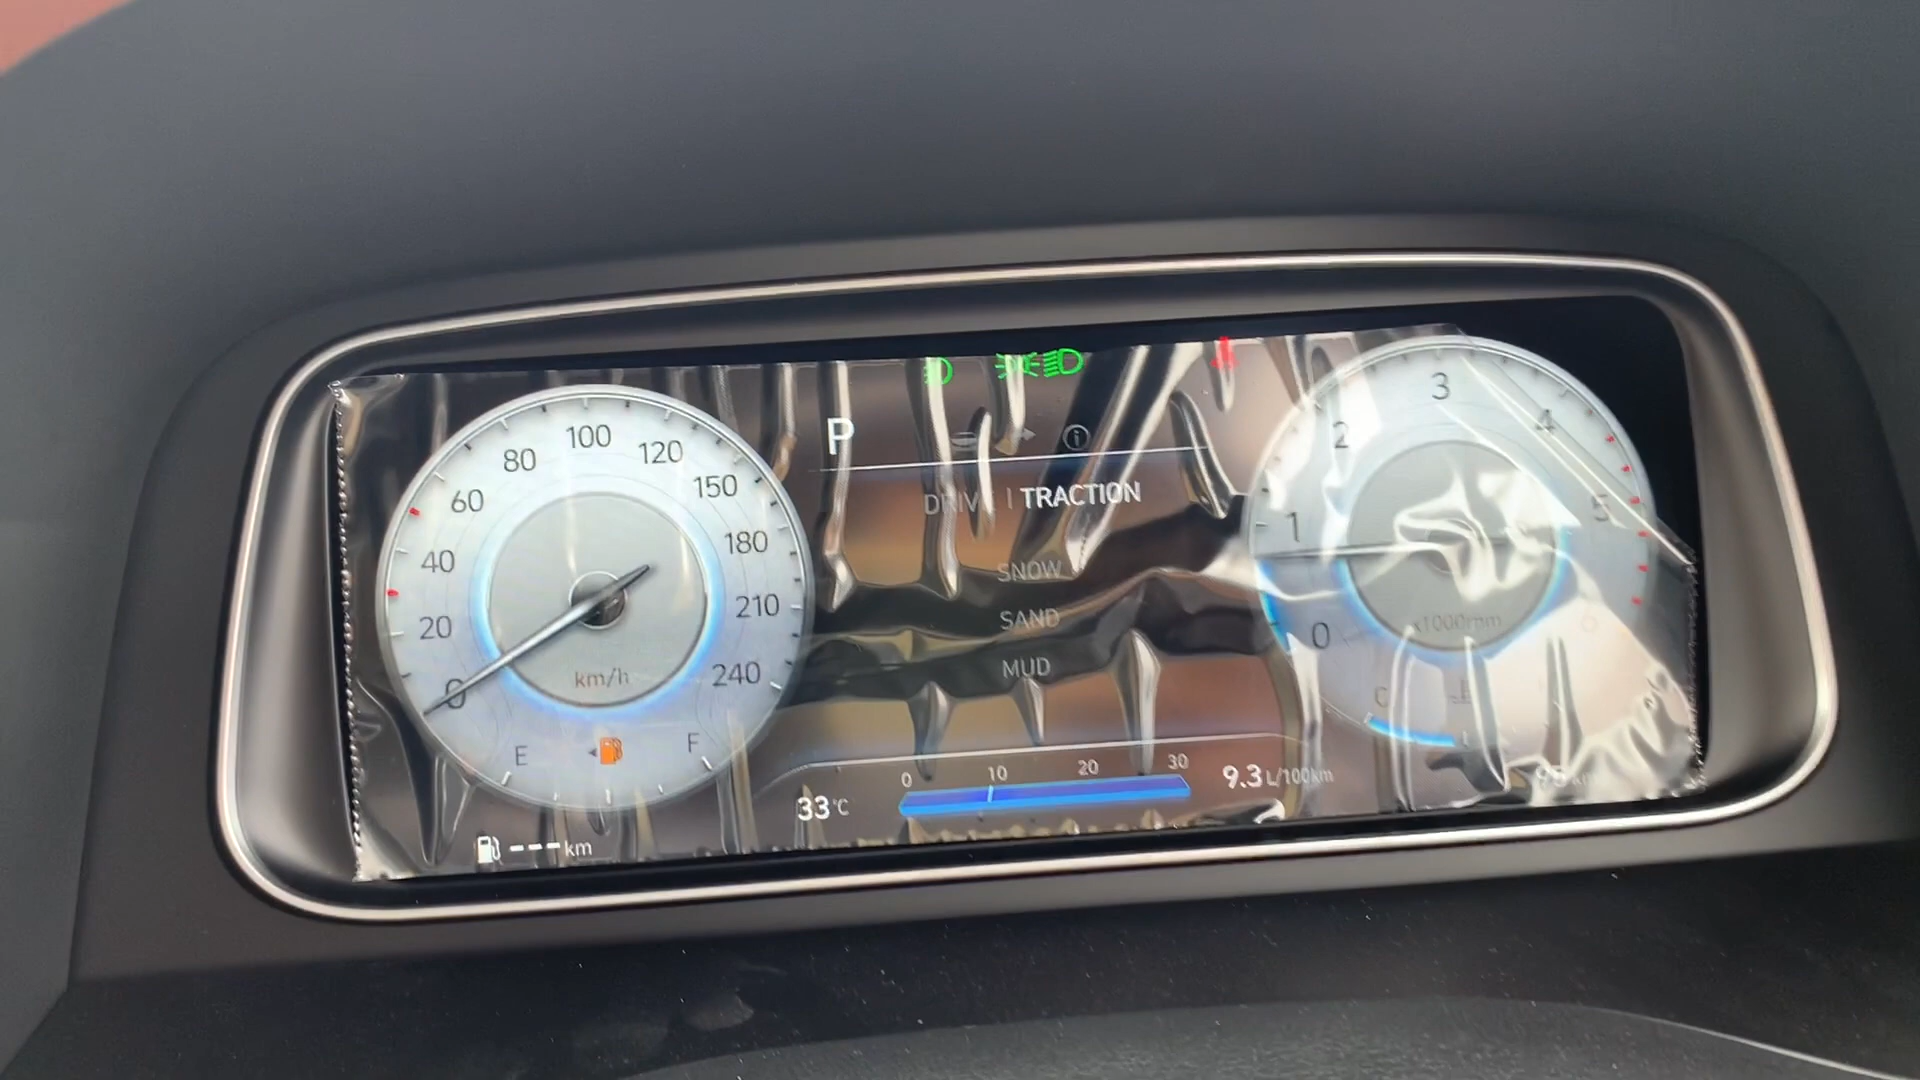 P
DRIVE | TRACTION
SNOW
SAND
MUD
0 20 40 60 80 100 120 150 180 210 240
km/h
E F
0 1 2 3 4 5 6
x1000rpm
C
0 10 20 30
33°C
9.3 L/100km
--- km